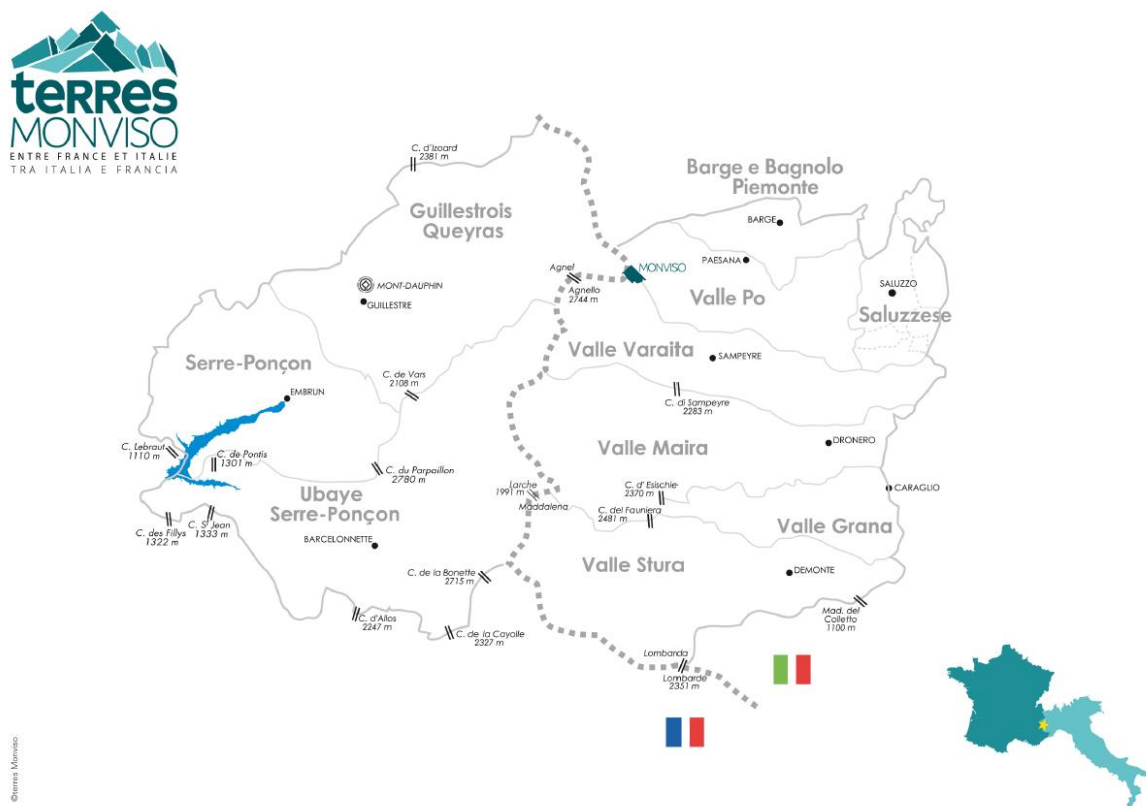 terres
MONVISO
ENTRE FRANCE ET ITALIE
TRA ITALIA E FRANCIA
C. d'Izoard
2381 m
Barge e Bagnolo
Piemonte
Guillestrois
Queyras
BARGE
Agnel
MONVISO
PAESANA
Agnello
2744 m
MONT-DAUPHIN
GUILLESTRE
Valle Po
SALUZZO
Saluzzese
Valle Varaita
SAMPEYRE
Serre-Ponçon
C. de Vars
2108 m
EMBRUN
C. di Sampeyre
2283 m
C. Lebraut
1110 m
C. de Pontis
1301 m
Valle Maira
DRONERO
C. du Parpaillon
2780 m
Larche
1991 m
Maddalena
C. d' Esischie
2370 m
CARAGLIO
Ubaye
Serre-Ponçon
C. des Fillys
1322 m
C. St Jean
1333 m
C. del Fauniera
2481 m
Valle Grana
BARCELONNETTE
Valle Stura
C. de la Bonette
2715 m
DEMONTE
C. d'Allos
2247 m
C. de la Cayolle
2327 m
Mad. del
Colletto
1100 m
Lombarda
Lombarde
2351 m
©terres Monviso